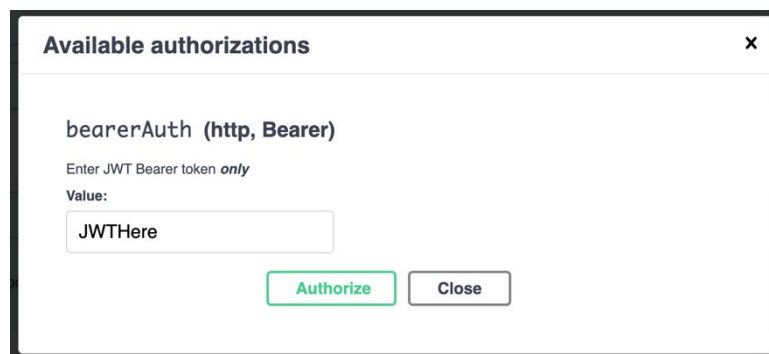 Available authorizations
x
bearerAuth (http, Bearer)
Enter JWT Bearer token only
Value:
JWTHere
Authorize Close